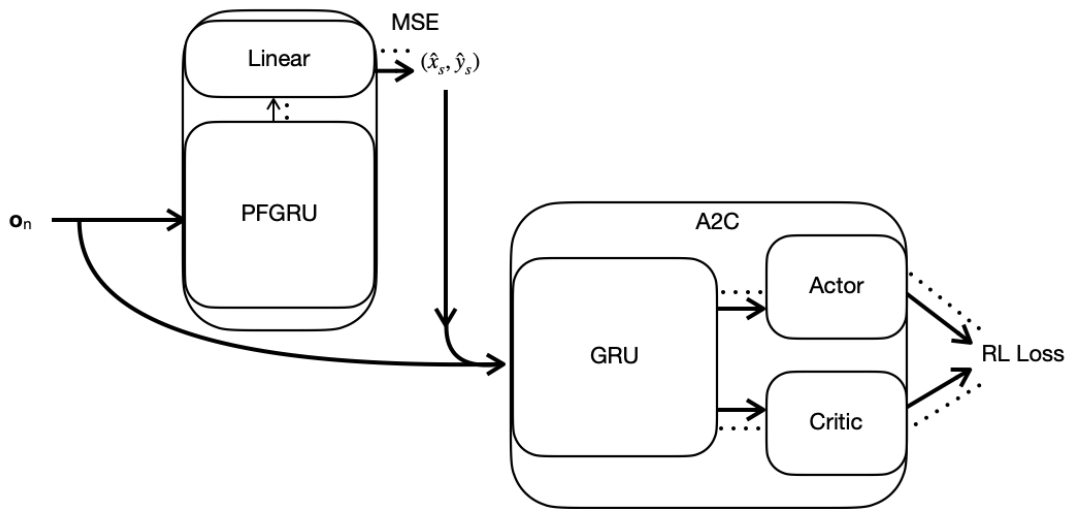 MSE
Linear
(x̂ₛ, ŷₛ)
PFGRU
𝐨ₙ
A2C
Actor
GRU
RL Loss
Critic